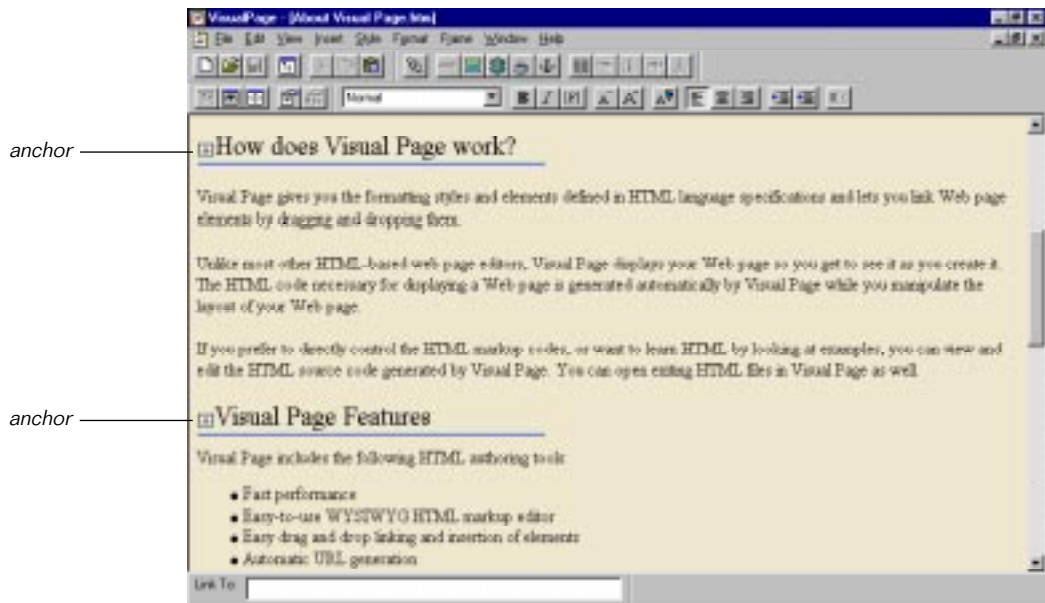 VisualPage - [About Visual Page.htm]
File Edit View Insert Style Format Frame Window Help
Normal
anchor
How does Visual Page work?
Visual Page gives you the formatting styles and elements defined in HTML language specifications and lets you link Web page
elements by dragging and dropping them.
Unlike most other HTML-based web page editors, Visual Page displays your Web page so you get to see it as you create it.
The HTML code necessary for displaying a Web page is generated automatically by Visual Page while you manipulate the
layout of your Web page.
If you prefer to directly control the HTML markup codes, or want to learn HTML by looking at examples, you can view and
edit the HTML source code generated by Visual Page. You can open exiting HTML files in Visual Page as well.
anchor
Visual Page Features
Visual Page includes the following HTML authoring tools:
Fast performance
Easy-to-use WYSIWYG HTML markup editor
Easy drag and drop linking and insertion of elements
Automatic URL generation
Link To: